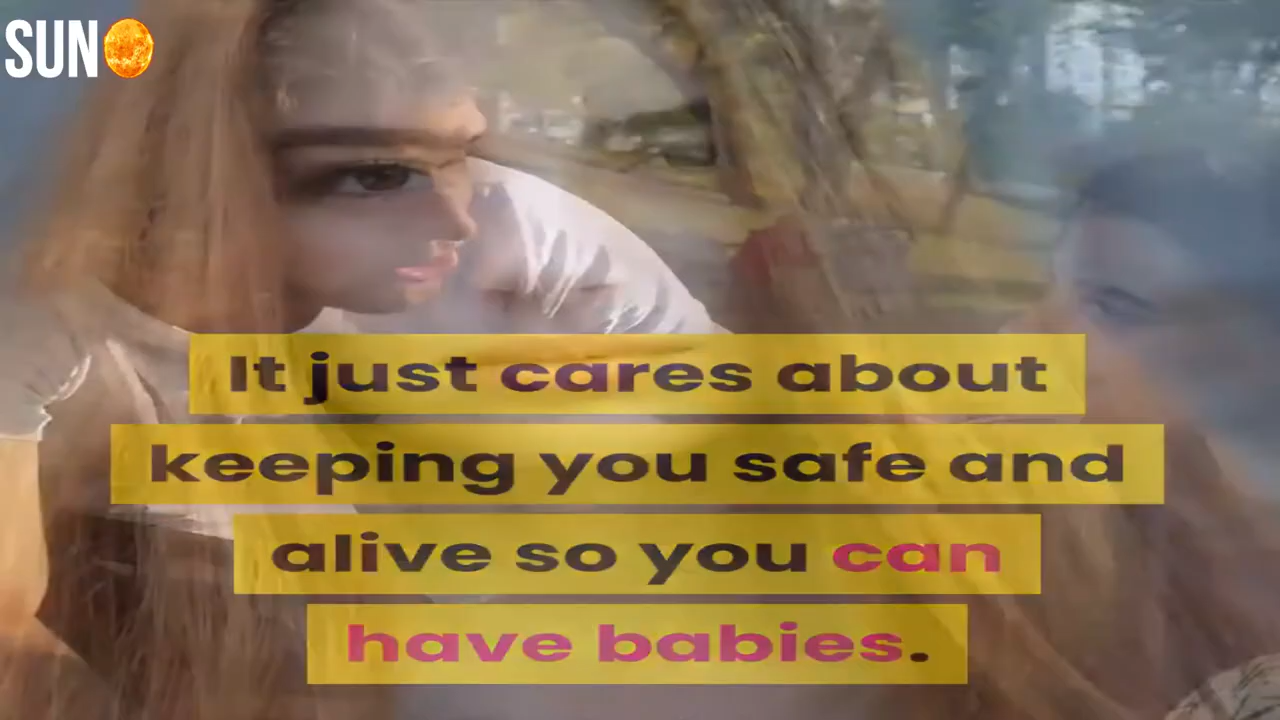 SUN
It just cares about
keeping you safe and
alive so you can
have babies.